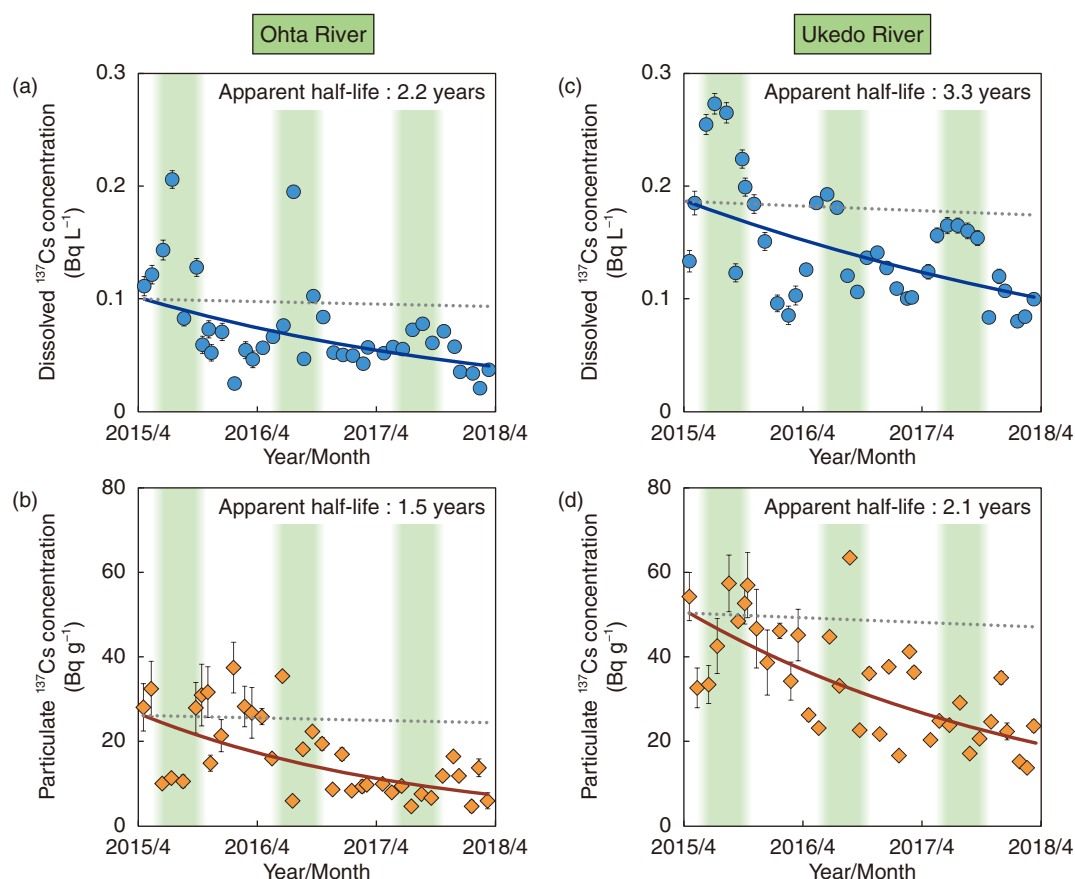 Ohta River
Ukedo River
(a)
Apparent half-life : 2.2 years
Dissolved ¹³⁷Cs concentration
(Bq L⁻¹)
0.3
0.2
0.1
0
2015/4 2016/4 2017/4 2018/4
Year/Month
(c)
Apparent half-life : 3.3 years
Dissolved ¹³⁷Cs concentration
(Bq L⁻¹)
0.3
0.2
0.1
0
2015/4 2016/4 2017/4 2018/4
Year/Month
(b)
Apparent half-life : 1.5 years
Particulate ¹³⁷Cs concentration
(Bq g⁻¹)
80
60
40
20
0
2015/4 2016/4 2017/4 2018/4
Year/Month
(d)
Apparent half-life : 2.1 years
Particulate ¹³⁷Cs concentration
(Bq g⁻¹)
80
60
40
20
0
2015/4 2016/4 2017/4 2018/4
Year/Month